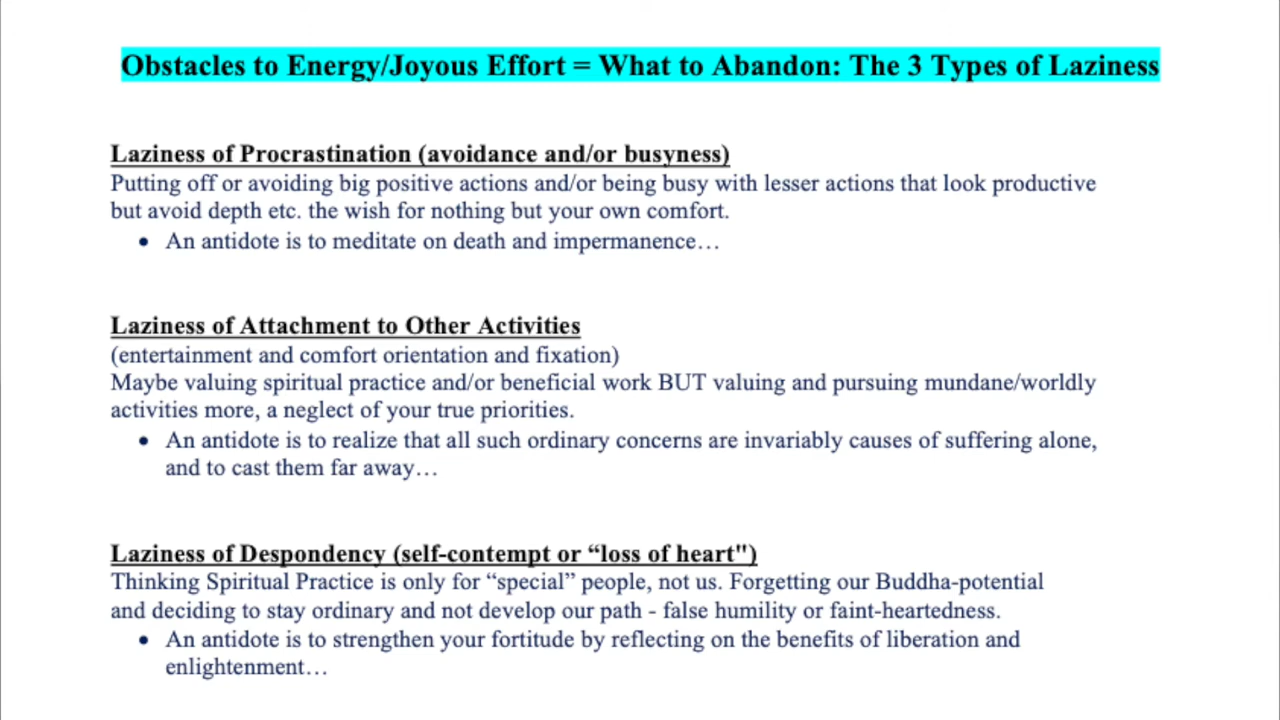 Obstacles to Energy/Joyous Effort = What to Abandon: The 3 Types of Laziness
Laziness of Procrastination (avoidance and/or busyness)
Putting off or avoiding big positive actions and/or being busy with lesser actions that look productive
but avoid depth etc. the wish for nothing but your own comfort.
• An antidote is to meditate on death and impermanence…
Laziness of Attachment to Other Activities
(entertainment and comfort orientation and fixation)
Maybe valuing spiritual practice and/or beneficial work BUT valuing and pursuing mundane/worldly
activities more, a neglect of your true priorities.
• An antidote is to realize that all such ordinary concerns are invariably causes of suffering alone,
and to cast them far away…
Laziness of Despondency (self-contempt or “loss of heart")
Thinking Spiritual Practice is only for “special” people, not us. Forgetting our Buddha-potential
and deciding to stay ordinary and not develop our path - false humility or faint-heartedness.
• An antidote is to strengthen your fortitude by reflecting on the benefits of liberation and
enlightenment…